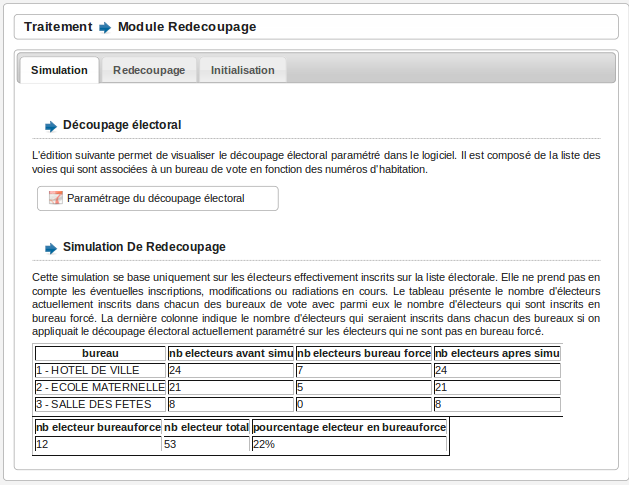 Traitement Module Redecoupage
Simulation Redecoupage Initialisation
Découpage électoral
L'édition suivante permet de visualiser le découpage électoral paramétré dans le logiciel. Il est composé de la liste des
voies qui sont associées à un bureau de vote en fonction des numéros d'habitation.
Paramétrage du découpage électoral
Simulation De Redecoupage
Cette simulation se base uniquement sur les électeurs effectivement inscrits sur la liste électorale. Elle ne prend pas en
compte les éventuelles inscriptions, modifications ou radiations en cours. Le tableau présente le nombre d'électeurs
actuellement inscrits dans chacun des bureaux de vote avec parmi eux le nombre d'électeurs qui sont inscrits en
bureau forcé. La dernière colonne indique le nombre d'électeurs qui seraient inscrits dans chacun des bureaux si on
appliquait le découpage électoral actuellement paramétré sur les électeurs qui ne sont pas en bureau forcé.
bureau nb electeurs avant simu nb electeurs bureau force nb electeurs apres simu
1 - HOTEL DE VILLE 24 7 24
2 - ECOLE MATERNELLE 21 5 21
3 - SALLE DES FETES 8 0 8
nb electeur bureauforce nb electeur total pourcentage electeur en bureauforce
12 53 22%